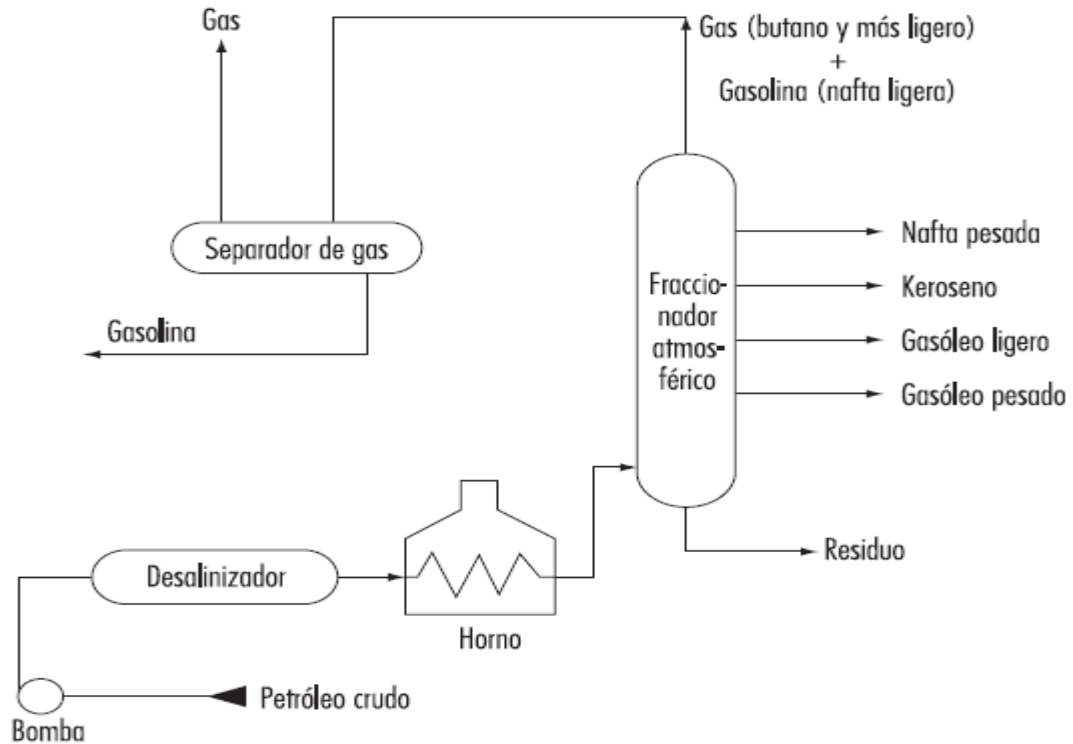 Gas
Gas (butano y más ligero)
+
Gasolina (nafta ligera)
Separador de gas
Gasolina
Fraccio-
nador
atmos-
férico
Nafta pesada
Keroseno
Gasóleo ligero
Gasóleo pesado
Residuo
Desalinizador
Horno
Petróleo crudo
Bomba